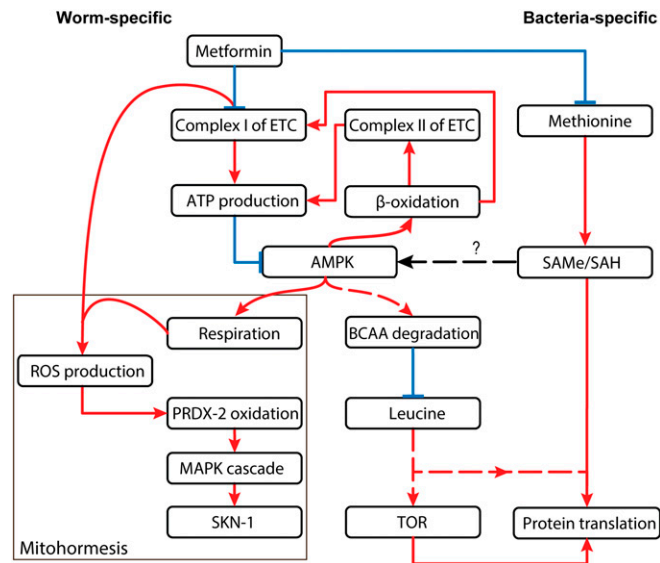 Worm-specific
Bacteria-specific
Metformin
Complex I of ETC
Complex II of ETC
Methionine
ATP production
β-oxidation
?
AMPK
SAMe/SAH
Respiration
BCAA degradation
ROS production
PRDX-2 oxidation
Leucine
MAPK cascade
SKN-1
TOR
Protein translation
Mitohormesis